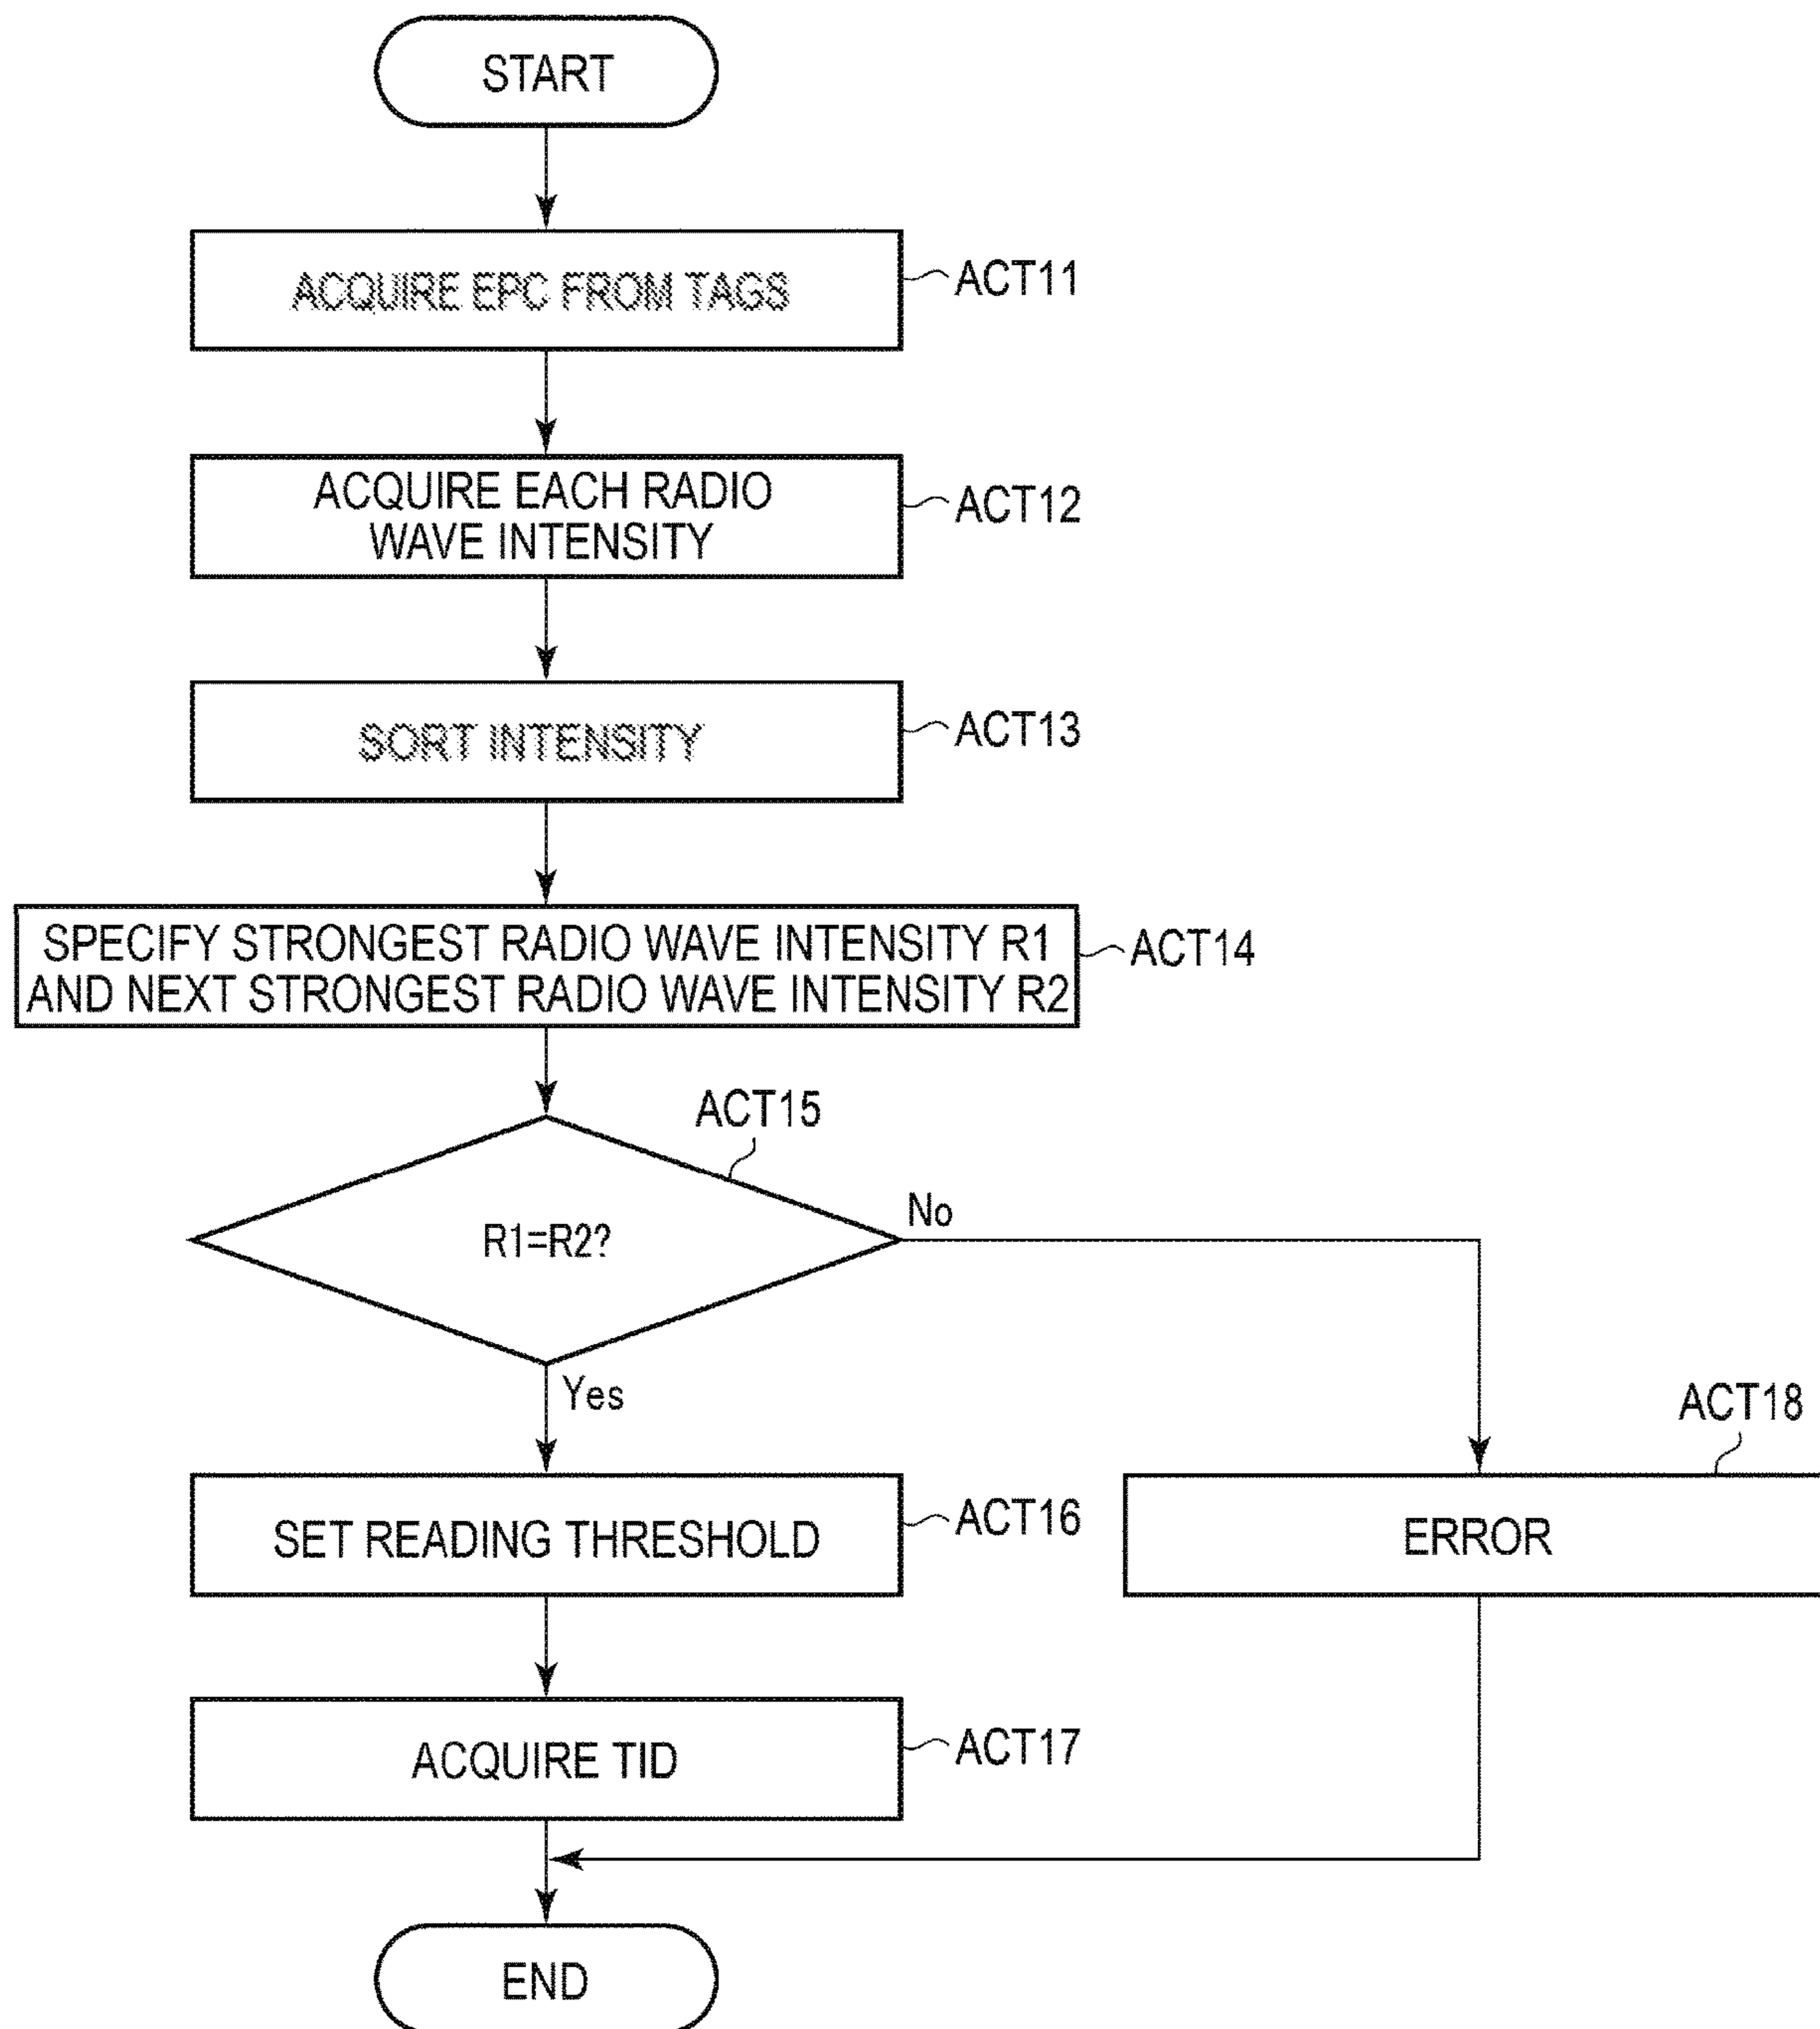 START
ACQUIRE EPC FROM TAGS
ACT11
ACQUIRE EACH RADIO
WAVE INTENSITY
ACT12
SORT INTENSITY
ACT13
SPECIFY STRONGEST RADIO WAVE INTENSITY R1
AND NEXT STRONGEST RADIO WAVE INTENSITY R2
ACT14
ACT15
R1=R2?
No
Yes
ACT18
SET READING THRESHOLD
ACT16
ERROR
ACQUIRE TID
ACT17
END